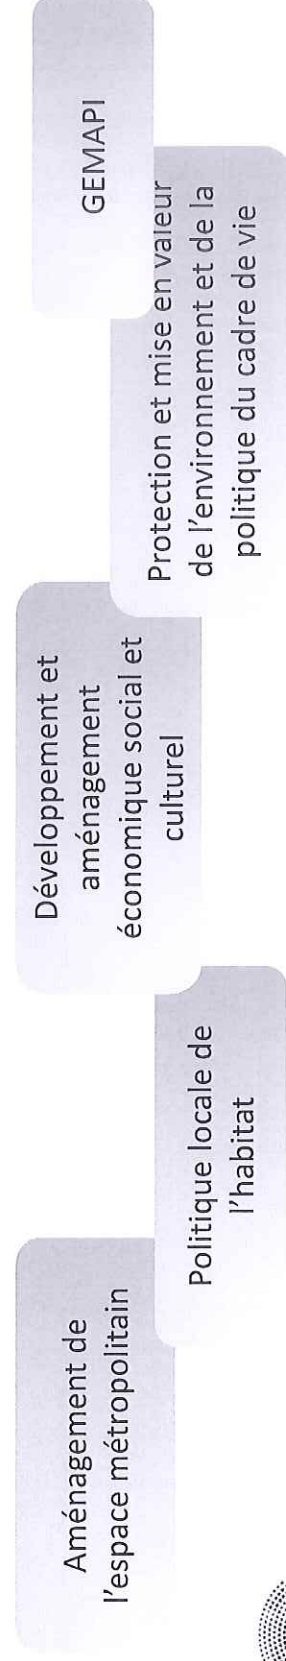 Aménagement de
l'espace métropolitain
Politique locale de
l'habitat
Développement et
aménagement
économique social et
culturel
Protection et mise en valeur
de l'environnement et de la
politique du cadre de vie
GEMAPI